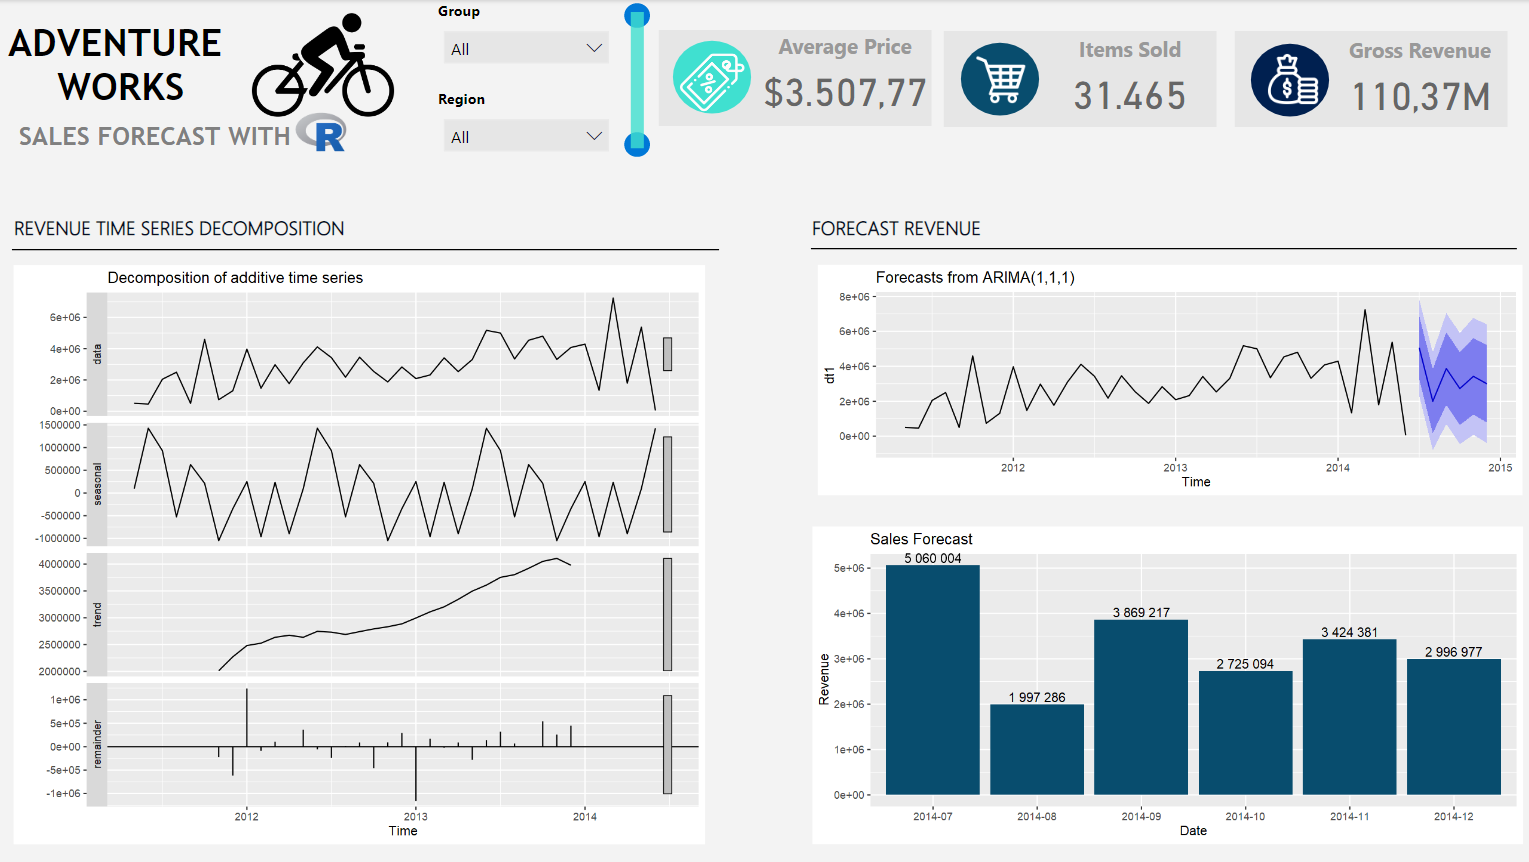 ADVENTURE
WORKS
SALES FORECAST WITH R
Group
All
Region
All
%
Average Price
$3.507,77
Items Sold
31.465
$
Gross Revenue
110,37M
REVENUE TIME SERIES DECOMPOSITION
Decomposition of additive time series
data
6e+06
4e+06
2e+06
0e+00
seasonal
1500000
1000000
500000
0
-500000
-1000000
trend
4000000
3500000
3000000
2500000
2000000
remainder
1e+06
5e+05
0e+00
-5e+05
-1e+06
2012 2013 2014
Time
FORECAST REVENUE
Forecasts from ARIMA(1,1,1)
dt1
8e+06
6e+06
4e+06
2e+06
0e+00
2012 2013 2014 2015
Time
Sales Forecast
Revenue
5e+06
4e+06
3e+06
2e+06
1e+06
0e+00
5 060 004
1 997 286
3 869 217
2 725 094
3 424 381
2 996 977
2014-07 2014-08 2014-09 2014-10 2014-11 2014-12
Date